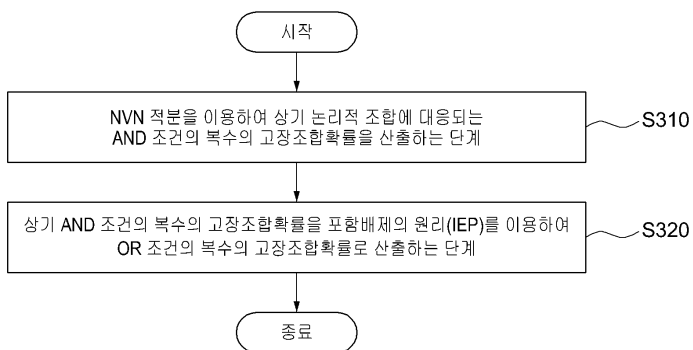 시작
NVN 적분을 이용하여 상기 논리적 조합에 대응되는
AND 조건의 복수의 고장조합확률을 산출하는 단계
S310
상기 AND 조건의 복수의 고장조합확률을 포함배제의 원리(IEP)를 이용하여
OR 조건의 복수의 고장조합확률로 산출하는 단계
S320
종료